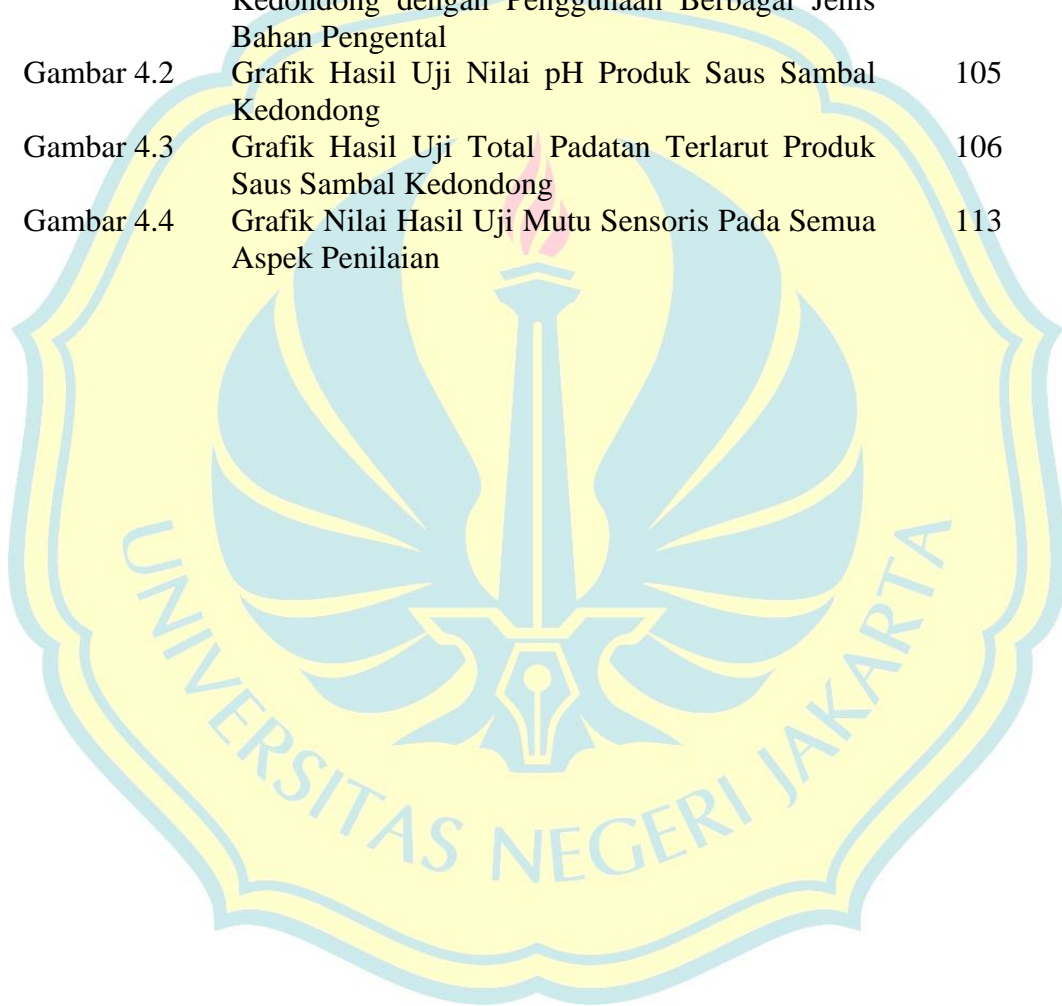 Kedondong dengan Penggunaan Berbagai Jenis
Bahan Pengental
Gambar 4.2 Grafik Hasil Uji Nilai pH Produk Saus Sambal 105
Kedondong
Gambar 4.3 Grafik Hasil Uji Total Padatan Terlarut Produk 106
Saus Sambal Kedondong
Gambar 4.4 Grafik Nilai Hasil Uji Mutu Sensoris Pada Semua 113
Aspek Penilaian
UNIVERSITAS NEGERI JAKARTA